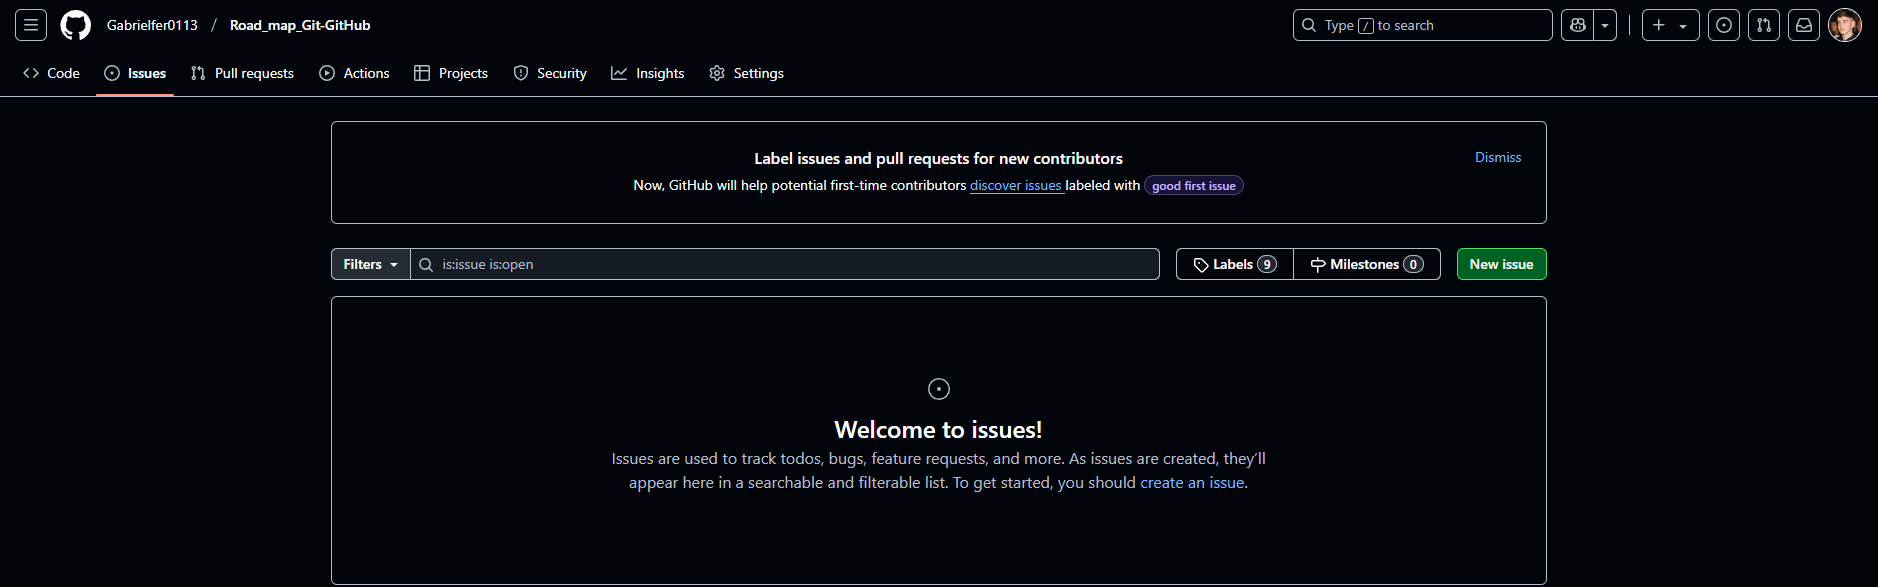 Gabrielfer0113 / Road_map_Git-GitHub
Type / to search
Code
Issues
Pull requests
Actions
Projects
Security
Insights
Settings
Label issues and pull requests for new contributors
Dismiss
Now, GitHub will help potential first-time contributors discover issues labeled with good first issue
Filters
is:issue is:open
Labels 9
Milestones 0
New issue
Welcome to issues!
Issues are used to track todos, bugs, feature requests, and more. As issues are created, they’ll
appear here in a searchable and filterable list. To get started, you should create an issue.